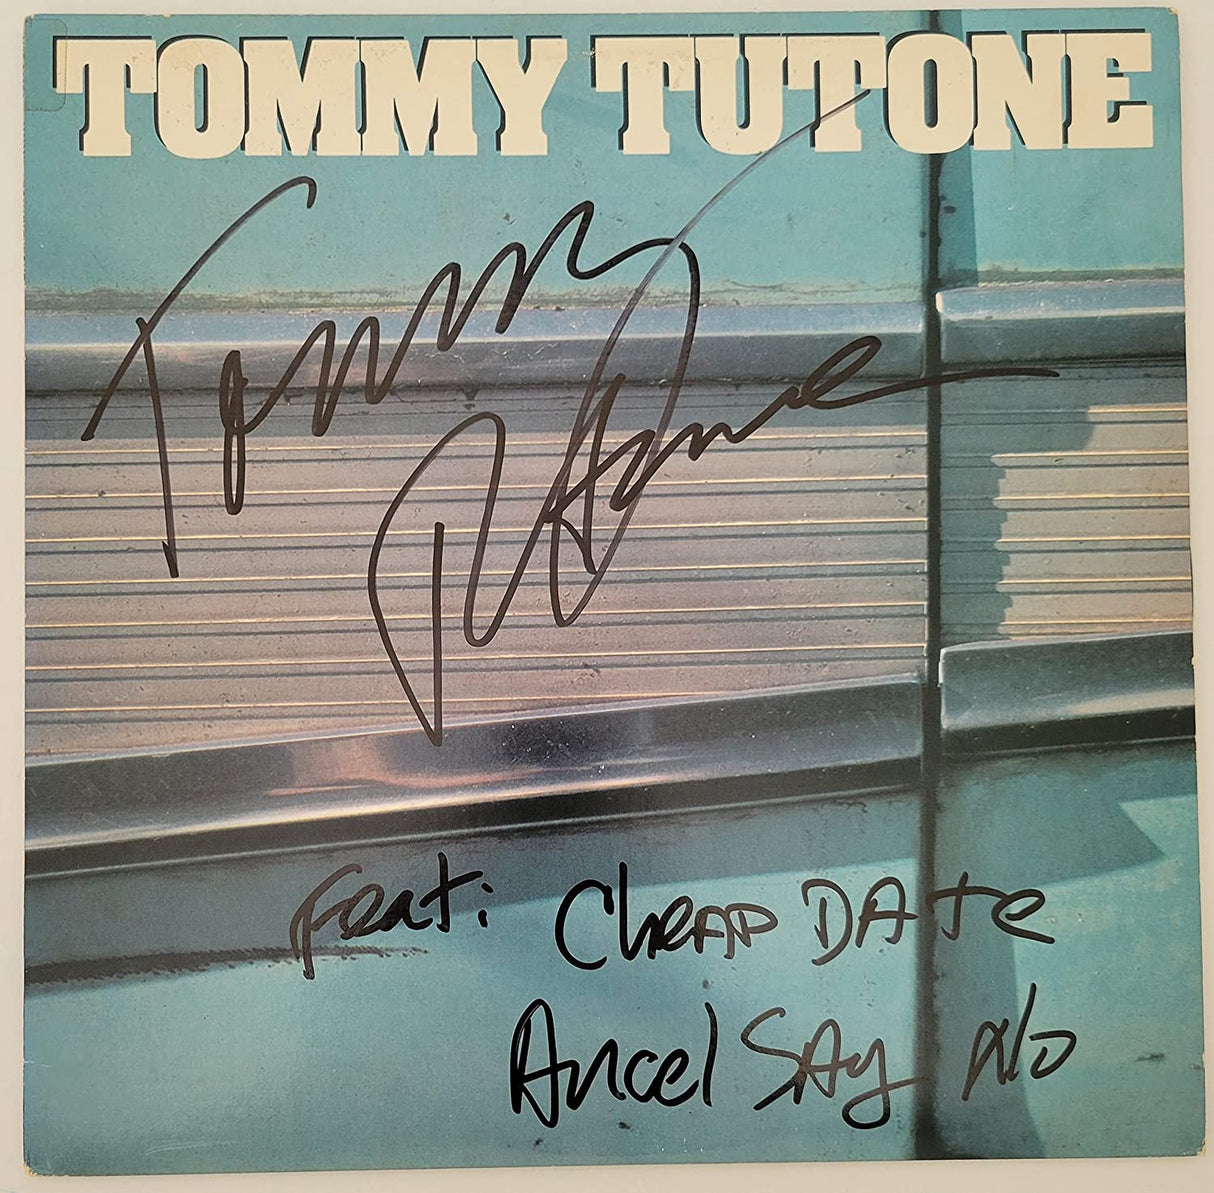 TOMMY TUTONE
Tommy
Tutone
Feat: CheAP DATe
Angel SAy No